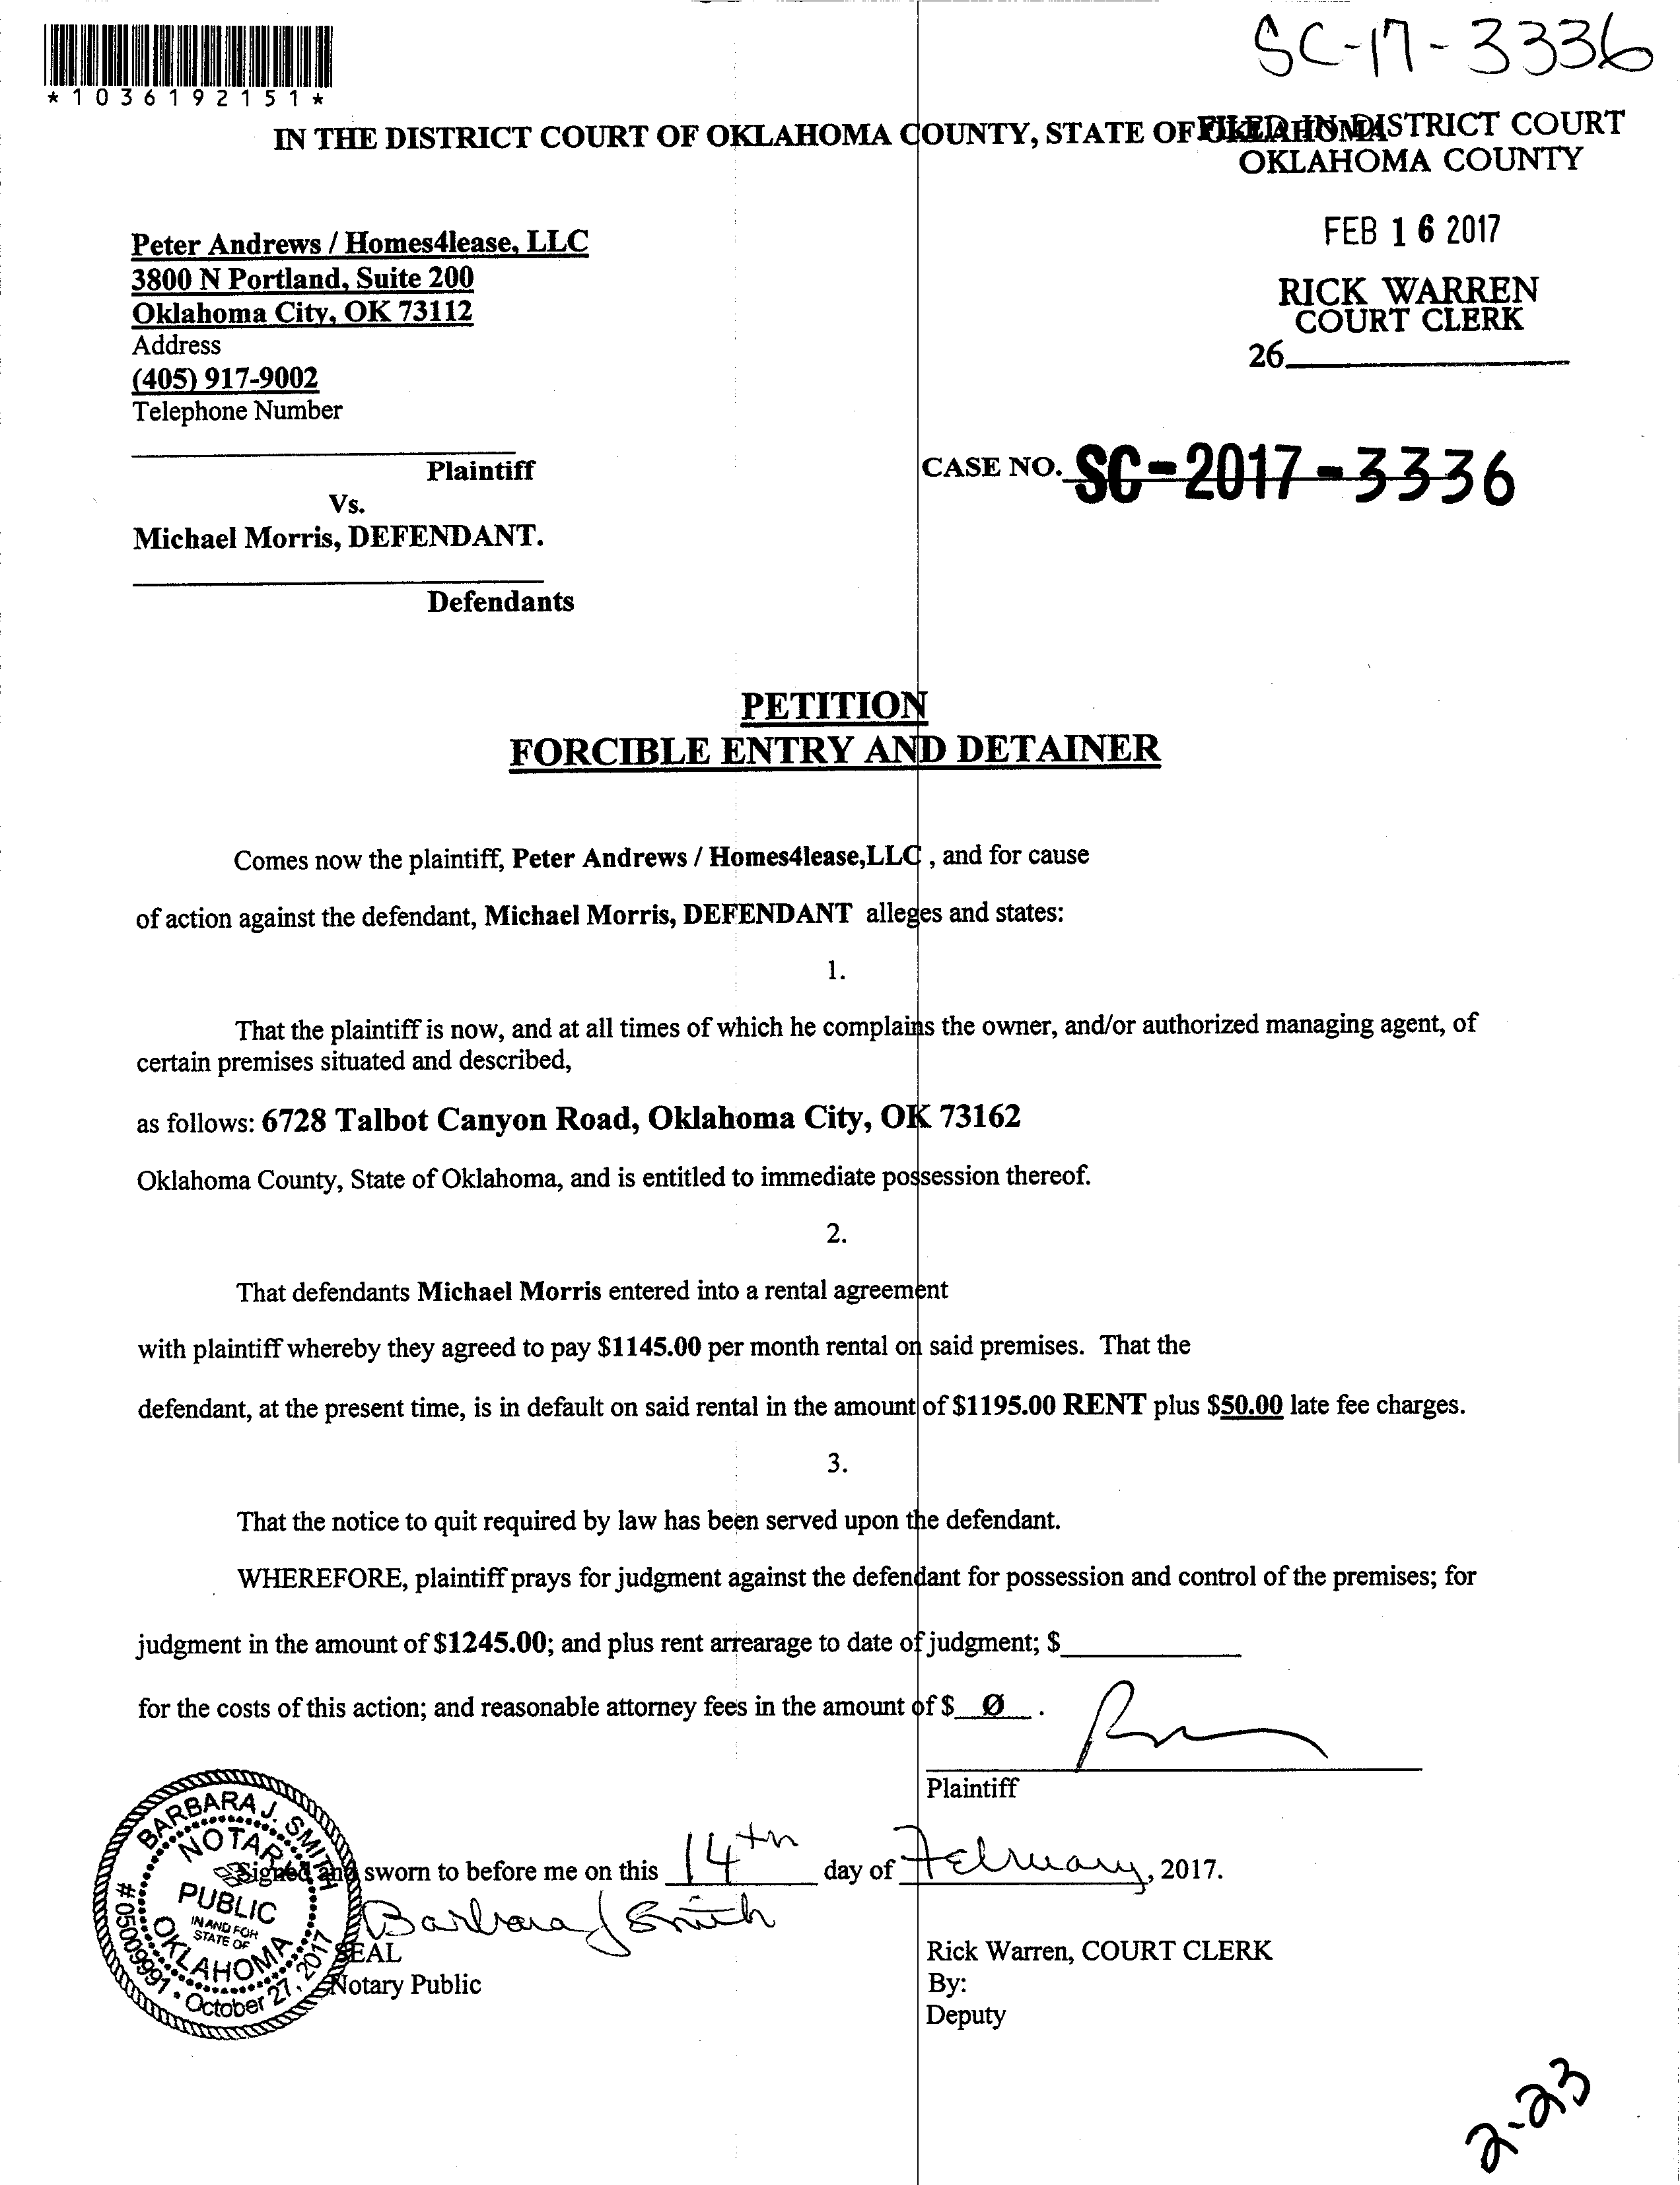 SC-17-3336
*1036192151*
IN THE DISTRICT COURT OF OKLAHOMA COUNTY, STATE OF OKLAHOMA
FILED IN DISTRICT COURT
OKLAHOMA COUNTY
FEB 16 2017
RICK WARREN
COURT CLERK
26
Peter Andrews / Homes4lease, LLC
3800 N Portland, Suite 200
Oklahoma City, OK 73112
Address
(405) 917-9002
Telephone Number
Plaintiff
CASE NO. SC-2017-3336
Vs.
Michael Morris, DEFENDANT.
Defendants
PETITION
FORCIBLE ENTRY AND DETAINER
Comes now the plaintiff, Peter Andrews / Homes4lease,LLC , and for cause
of action against the defendant, Michael Morris, DEFENDANT alleges and states:
1.
That the plaintiff is now, and at all times of which he complains the owner, and/or authorized managing agent, of
certain premises situated and described,
as follows: 6728 Talbot Canyon Road, Oklahoma City, OK 73162
Oklahoma County, State of Oklahoma, and is entitled to immediate possession thereof.
2.
That defendants Michael Morris entered into a rental agreement
with plaintiff whereby they agreed to pay $1145.00 per month rental on said premises. That the
defendant, at the present time, is in default on said rental in the amount of $1195.00 RENT plus $50.00 late fee charges.
3.
That the notice to quit required by law has been served upon the defendant.
WHEREFORE, plaintiff prays for judgment against the defendant for possession and control of the premises; for
judgment in the amount of $1245.00; and plus rent arrearage to date of judgment; $
for the costs of this action; and reasonable attorney fees in the amount of $ Ø .
Plaintiff
Signed and sworn to before me on this 14th day of February, 2017.
Barbara J Smith
SEAL
Notary Public
BARBARA J. SMITH
NOTARY
PUBLIC
IN AND FOR
STATE OF
OKLAHOMA
# 05009991 • October 27, 2017
Rick Warren, COURT CLERK
By:
Deputy
2-23